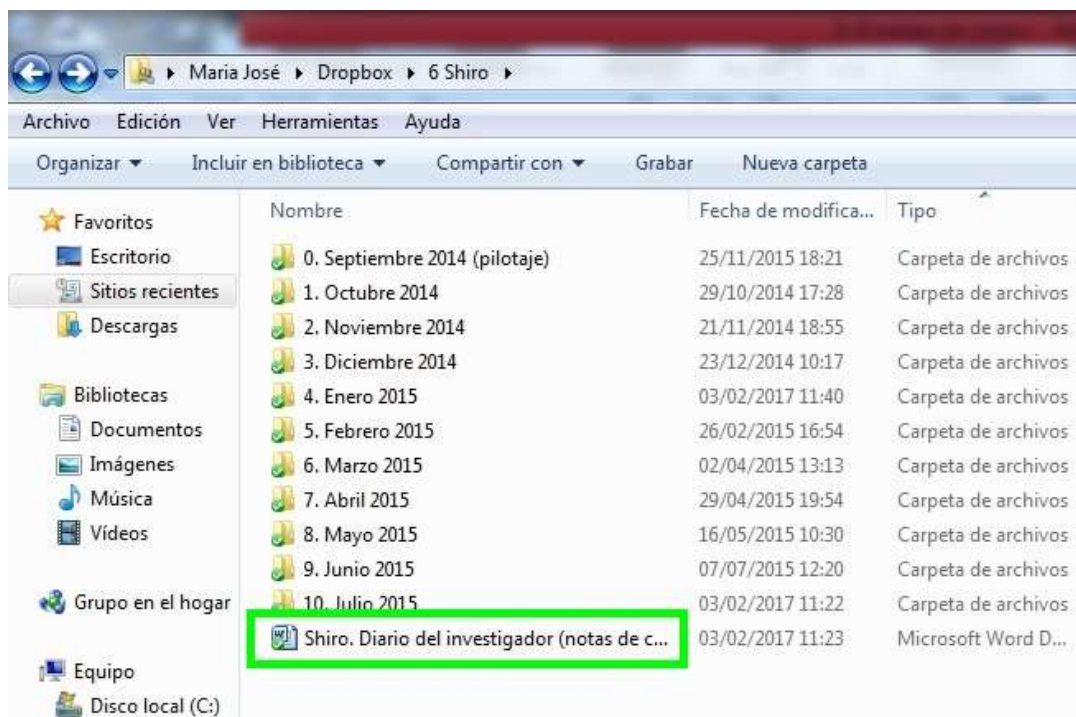 Maria José ▸ Dropbox ▸ 6 Shiro ▸
Archivo Edición Ver Herramientas Ayuda
Organizar Incluir en biblioteca Compartir con Grabar Nueva carpeta
Favoritos
Escritorio
Sitios recientes
Descargas
Bibliotecas
Documentos
Imágenes
Música
Vídeos
Grupo en el hogar
Equipo
Disco local (C:)
Nombre Fecha de modifica... Tipo
0. Septiembre 2014 (pilotaje) 25/11/2015 18:21 Carpeta de archivos
1. Octubre 2014 29/10/2014 17:28 Carpeta de archivos
2. Noviembre 2014 21/11/2014 18:55 Carpeta de archivos
3. Diciembre 2014 23/12/2014 10:17 Carpeta de archivos
4. Enero 2015 03/02/2017 11:40 Carpeta de archivos
5. Febrero 2015 26/02/2015 16:54 Carpeta de archivos
6. Marzo 2015 02/04/2015 13:13 Carpeta de archivos
7. Abril 2015 29/04/2015 19:54 Carpeta de archivos
8. Mayo 2015 16/05/2015 10:30 Carpeta de archivos
9. Junio 2015 07/07/2015 12:20 Carpeta de archivos
10. Julio 2015 03/02/2017 11:22 Carpeta de archivos
Shiro. Diario del investigador (notas de c... 03/02/2017 11:23 Microsoft Word D...